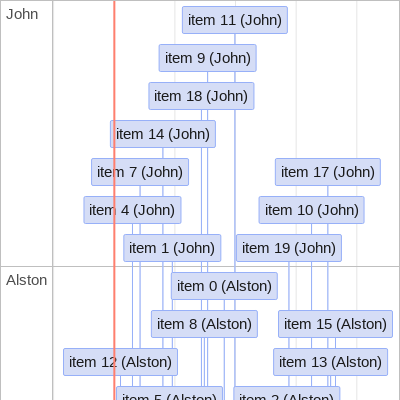 John
item 11 (John)
item 9 (John)
item 18 (John)
item 14 (John)
item 7 (John)
item 17 (John)
item 4 (John)
item 10 (John)
item 1 (John)
item 19 (John)
Alston
item 0 (Alston)
item 8 (Alston)
item 15 (Alston)
item 12 (Alston)
item 13 (Alston)
item 5 (Alston)
item 2 (Alston)